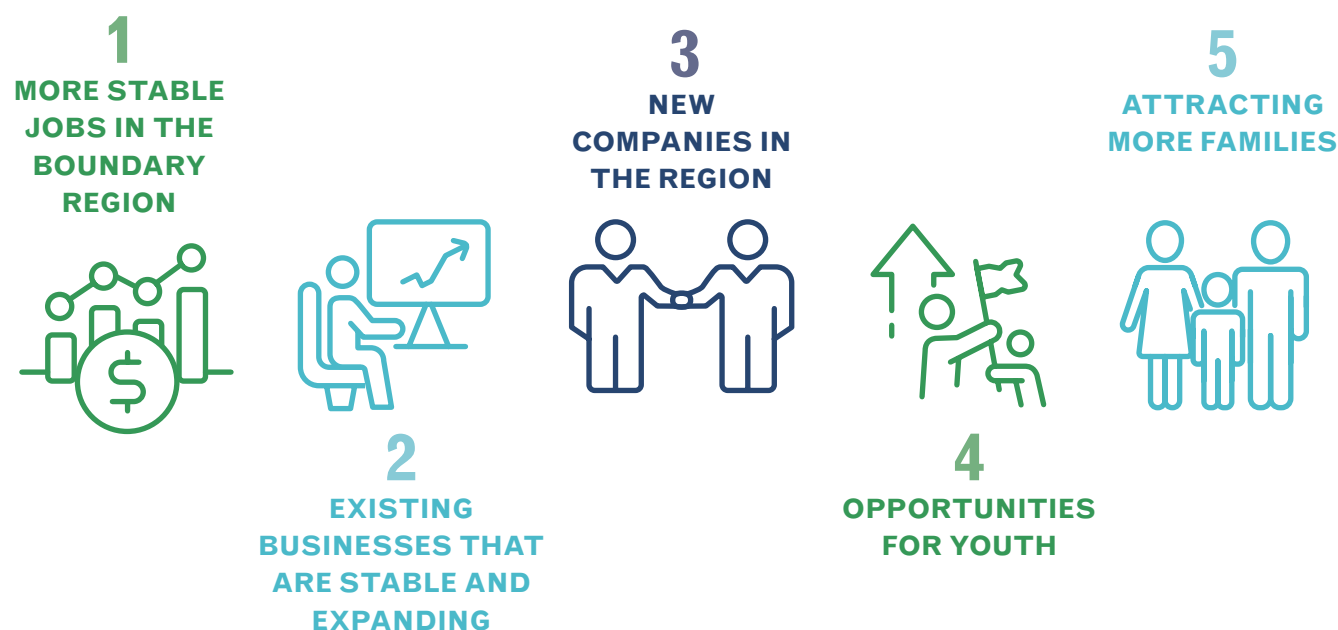 1
MORE STABLE
JOBS IN THE
BOUNDARY
REGION
$
2
EXISTING
BUSINESSES THAT
ARE STABLE AND
EXPANDING
3
NEW
COMPANIES IN
THE REGION
4
OPPORTUNITIES
FOR YOUTH
5
ATTRACTING
MORE FAMILIES